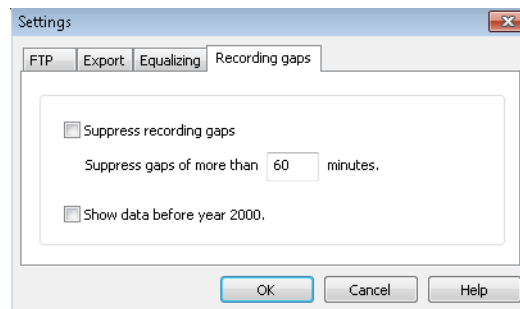 Settings
FTP Export Equalizing Recording gaps
Suppress recording gaps
Suppress gaps of more than 60 minutes.
Show data before year 2000.
OK Cancel Help